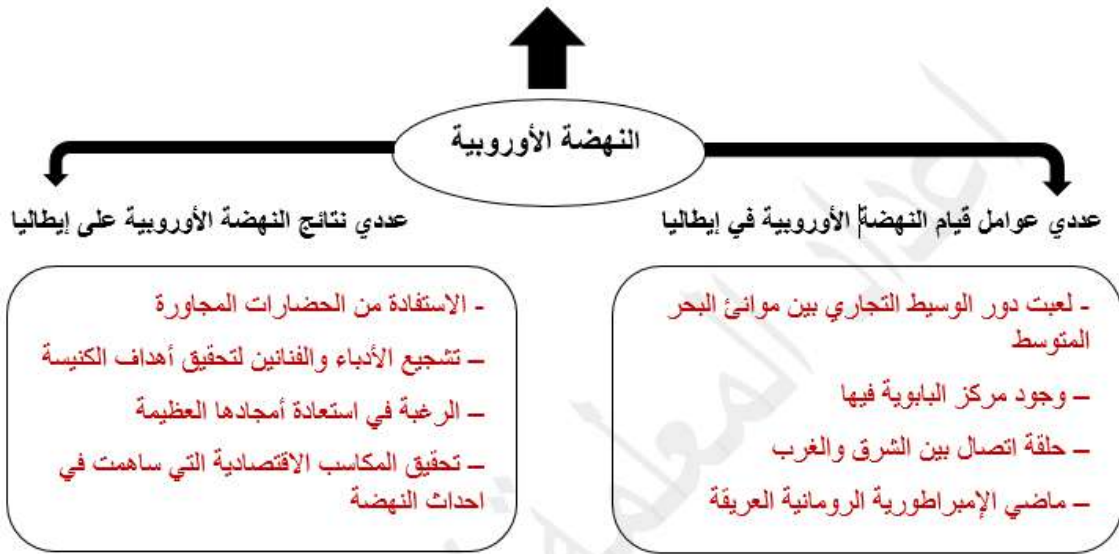 النهضة الأوروبية
عددي عوامل قيام النهضة الأوروبية في إيطاليا
- لعبت دور الوسيط التجاري بين موانئ البحر
المتوسط
– وجود مركز البابوية فيها
– حلقة اتصال بين الشرق والغرب
– ماضي الإمبراطورية الرومانية العريقة
عددي نتائج النهضة الأوروبية على إيطاليا
- الاستفادة من الحضارات المجاورة
– تشجيع الأدباء والفنانين لتحقيق أهداف الكنيسة
– الرغبة في استعادة أمجادها العظيمة
– تحقيق المكاسب الاقتصادية التي ساهمت في
احداث النهضة
اعداد المعلمة